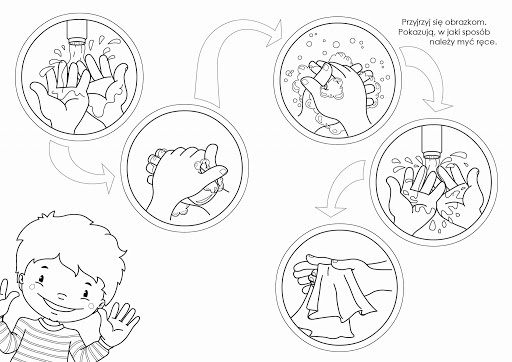 Przyjrzyj się obrazkom.
Pokazują, w jaki sposób
należy myć ręce.